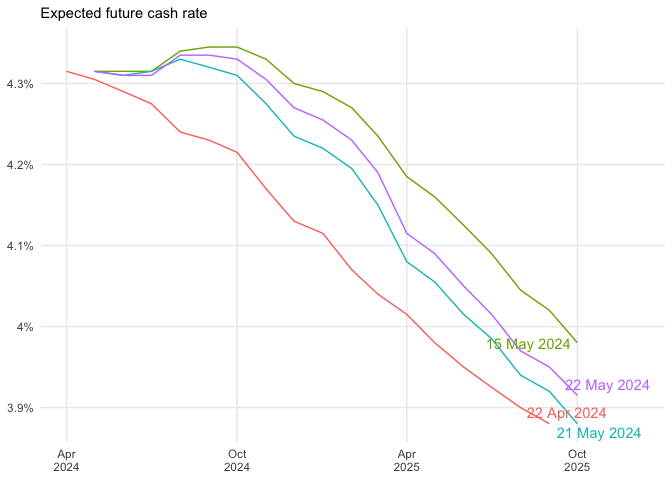 Expected future cash rate
4.3%
4.2%
4.1%
4%
3.9%
15 May 2024
22 May 2024
22 Apr 2024
21 May 2024
Apr
2024
Oct
2024
Apr
2025
Oct
2025